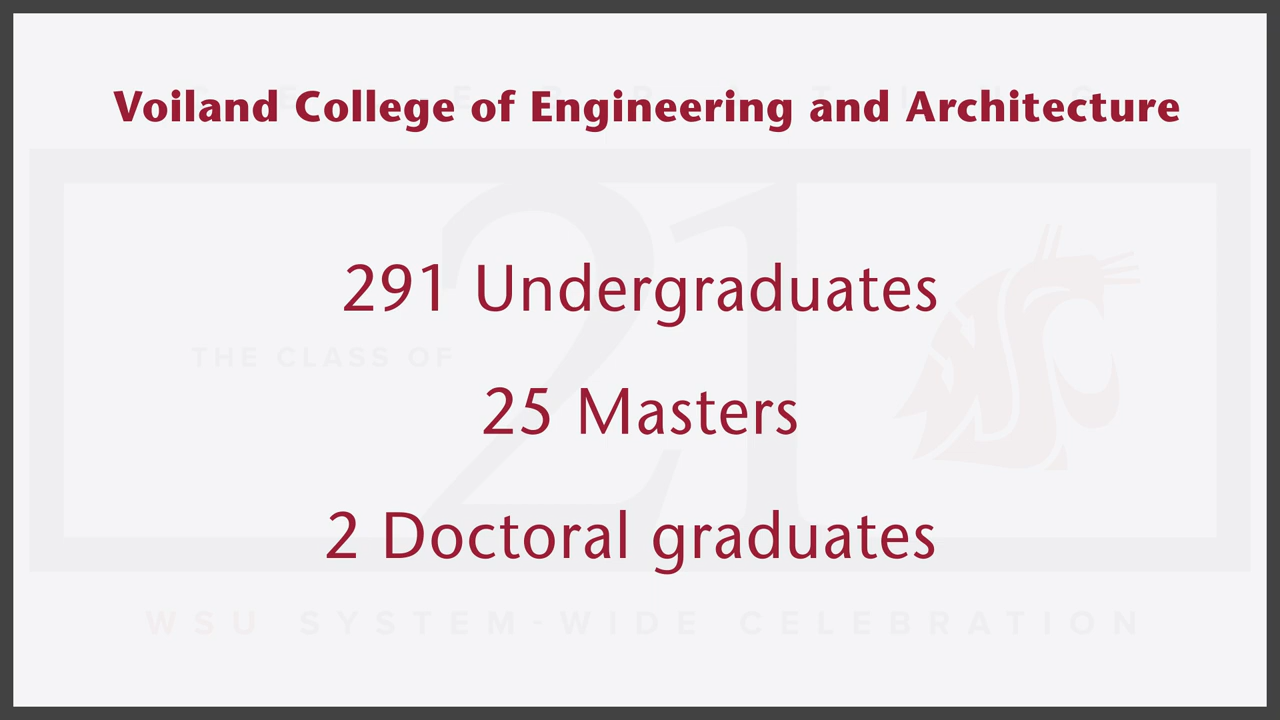 Voiland College of Engineering and Architecture
291 Undergraduates
21
THE CLASS OF
25 Masters
2 Doctoral graduates
WSU SYSTEM-WIDE CELEBRATION